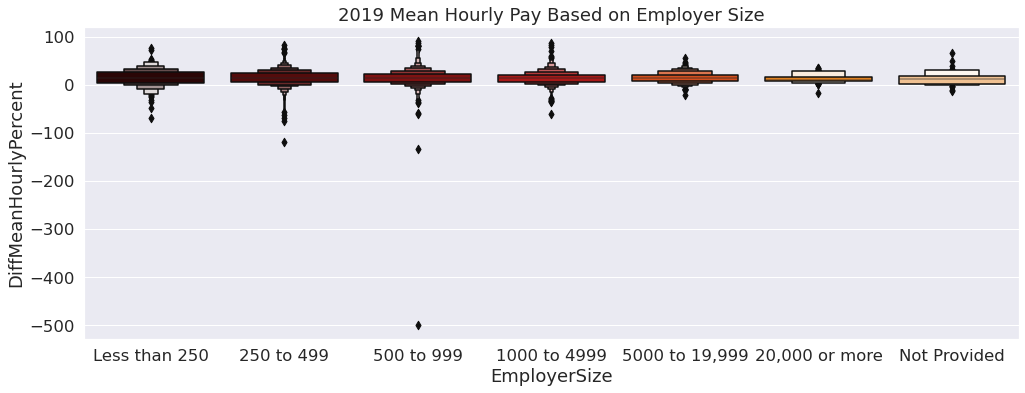 2019 Mean Hourly Pay Based on Employer Size
DiffMeanHourlyPercent
100
0
−100
−200
−300
−400
−500
Less than 250 250 to 499 500 to 999 1000 to 4999 5000 to 19,999 20,000 or more Not Provided
EmployerSize